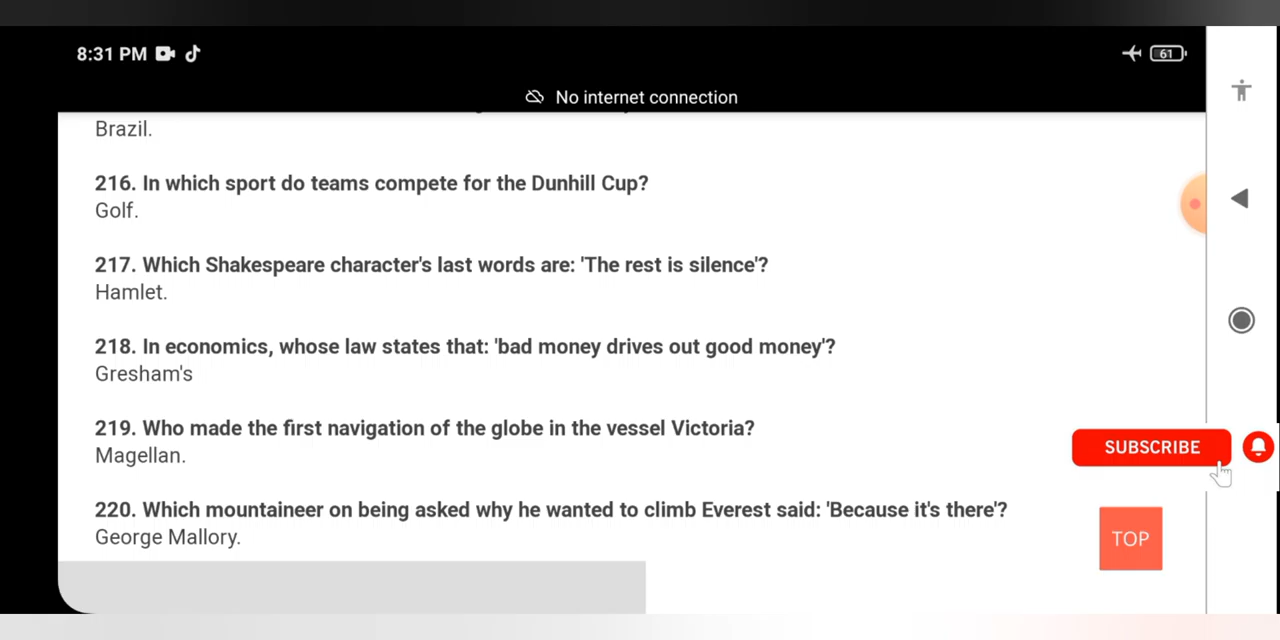 8:31 PM
61
No internet connection
Brazil.
216. In which sport do teams compete for the Dunhill Cup?
Golf.
217. Which Shakespeare character's last words are: 'The rest is silence'?
Hamlet.
218. In economics, whose law states that: 'bad money drives out good money'?
Gresham's
219. Who made the first navigation of the globe in the vessel Victoria?
Magellan.
SUBSCRIBE
220. Which mountaineer on being asked why he wanted to climb Everest said: 'Because it's there'?
George Mallory.
TOP